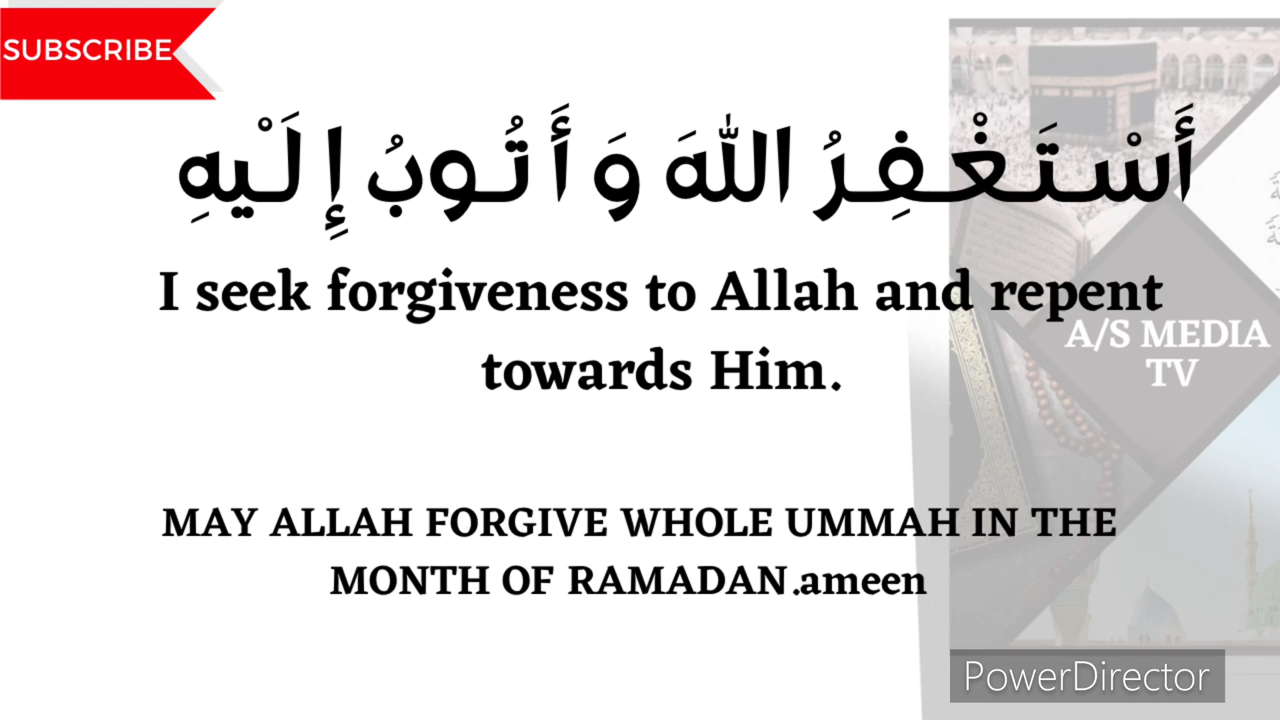 SUBSCRIBE
أَسْتَغْفِرُ اللّٰهَ وَ أَتُوبُ إِلَيْهِ
I seek forgiveness to Allah and repent
towards Him.
A/S MEDIA
TV
MAY ALLAH FORGIVE WHOLE UMMAH IN THE
MONTH OF RAMADAN.ameen
PowerDirector